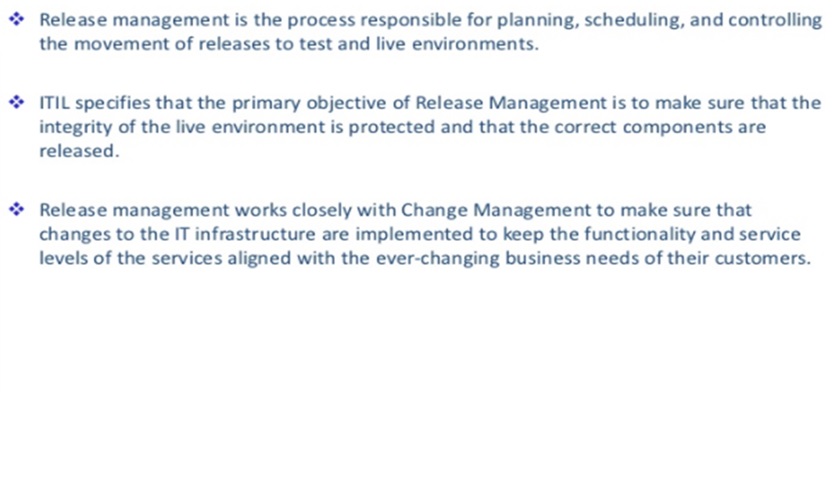 ❖ Release management is the process responsible for planning, scheduling, and controlling
the movement of releases to test and live environments.
❖ ITIL specifies that the primary objective of Release Management is to make sure that the
integrity of the live environment is protected and that the correct components are
released.
❖ Release management works closely with Change Management to make sure that
changes to the IT infrastructure are implemented to keep the functionality and service
levels of the services aligned with the ever-changing business needs of their customers.